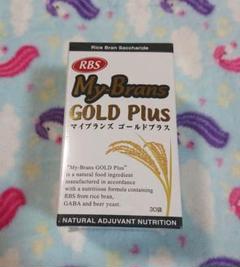 Rice Bran Saccharide
RBS
My-Brans
GOLD Plus
マイブランズ ゴールドプラス
"My-Brans GOLD Plus"
is a natural food ingredient
manufactured in accordance
with a nutritious formula containing
RBS from rice bran,
GABA and beer yeast.
30袋
NATURAL ADJUVANT NUTRITION